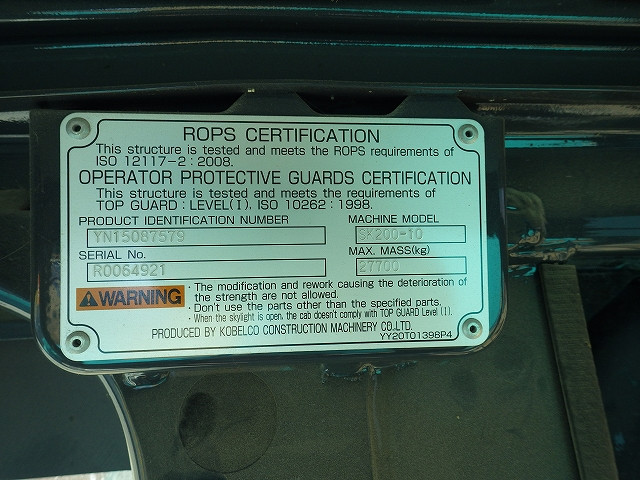 ROPS CERTIFICATION
This structure is tested and meets the ROPS requirements of
ISO 12117-2 : 2008.
OPERATOR PROTECTIVE GUARDS CERTIFICATION
This structure is tested and meets the requirements of
TOP GUARD : LEVEL(Ⅰ), ISO 10262 : 1998.
PRODUCT IDENTIFICATION NUMBER
YN15087579
MACHINE MODEL
SK200-10
SERIAL No.
R0064921
MAX. MASS(kg)
27700
WARNING
· The modification and rework causing the deterioration of
the strength are not allowed.
· Don't use the parts other than the specified parts.
· When the skylight is open, the cab doesn't comply with TOP GUARD Level (Ⅰ).
PRODUCED BY KOBELCO CONSTRUCTION MACHINERY CO.,LTD.
YY20T01398P4